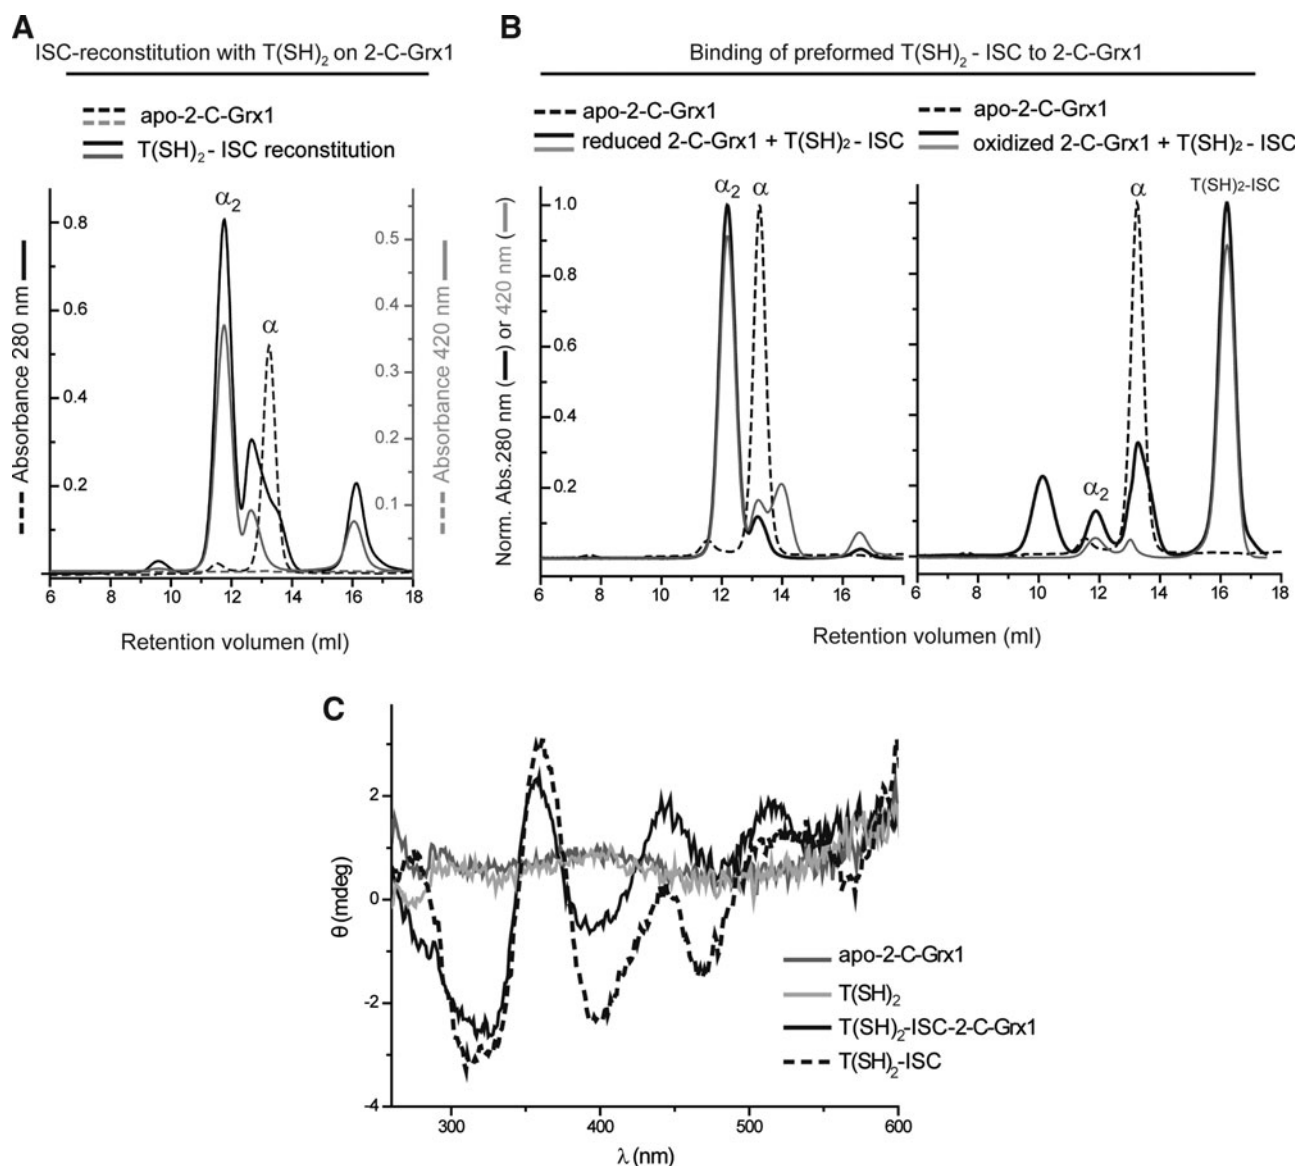 A
ISC-reconstitution with T(SH)2 on 2-C-Grx1
apo-2-C-Grx1
T(SH)2- ISC reconstitution
α2
α
0.8
0.6
0.4
0.2
0.5
0.4
0.3
0.2
0.1
Absorbance 280 nm
Absorbance 420 nm
6 8 10 12 14 16 18
Retention volumen (ml)
B
Binding of preformed T(SH)2 - ISC to 2-C-Grx1
apo-2-C-Grx1
reduced 2-C-Grx1 + T(SH)2 - ISC
apo-2-C-Grx1
oxidized 2-C-Grx1 + T(SH)2 - ISC
α2
α
α
T(SH)2-ISC
α2
1.0
0.8
0.6
0.4
0.2
Norm. Abs.280 nm (—) or 420 nm (—)
6 8 10 12 14 16
6 8 10 12 14 16 18
Retention volumen (ml)
C
2
0
-2
-4
θ (mdeg)
apo-2-C-Grx1
T(SH)2
T(SH)2-ISC-2-C-Grx1
T(SH)2-ISC
300 400 500 600
λ (nm)